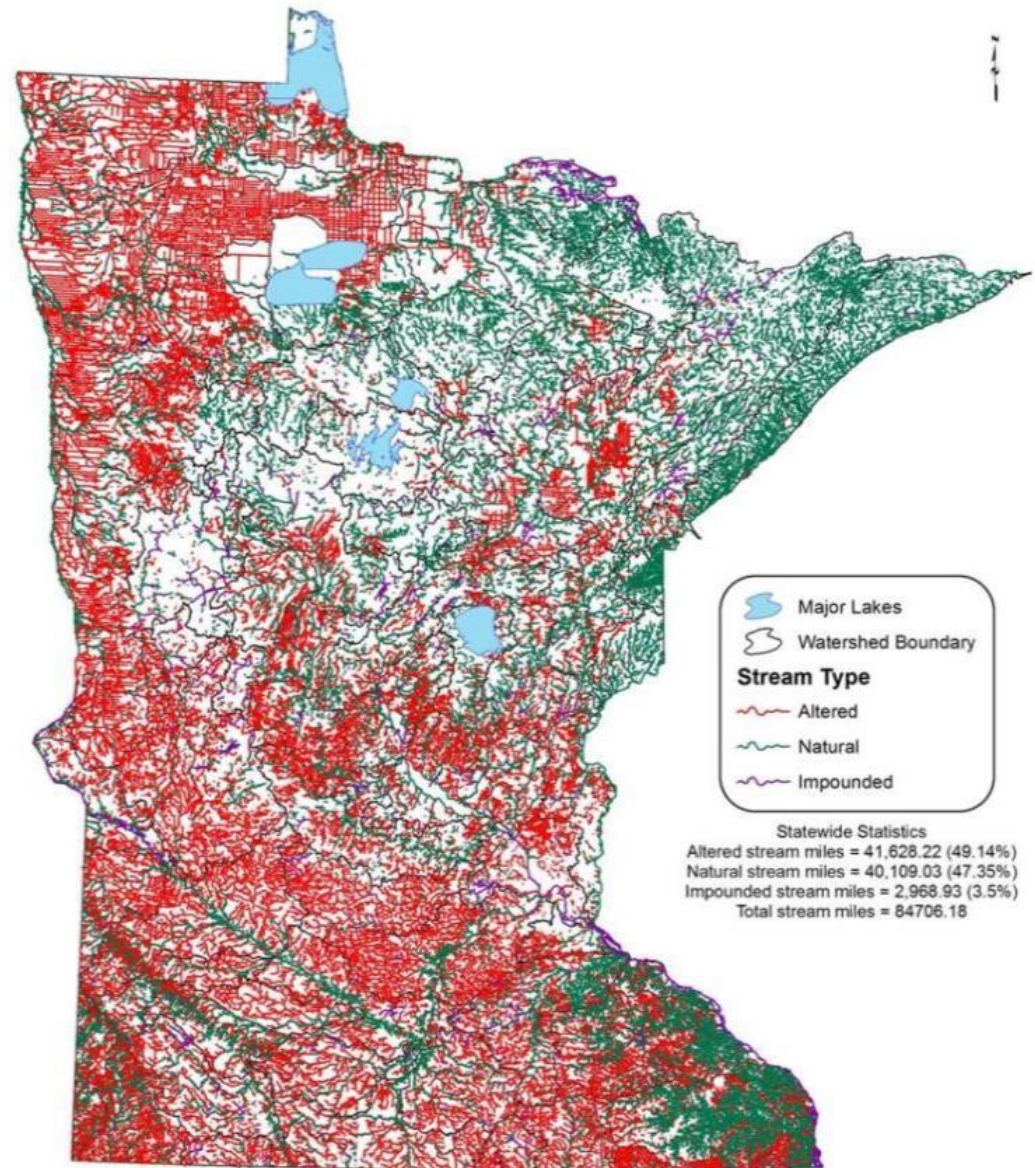 N
Major Lakes
Watershed Boundary
Stream Type
Altered
Natural
Impounded
Statewide Statistics
Altered stream miles = 41,628.22 (49.14%)
Natural stream miles = 40,109.03 (47.35%)
Impounded stream miles = 2,968.93 (3.5%)
Total stream miles = 84706.18